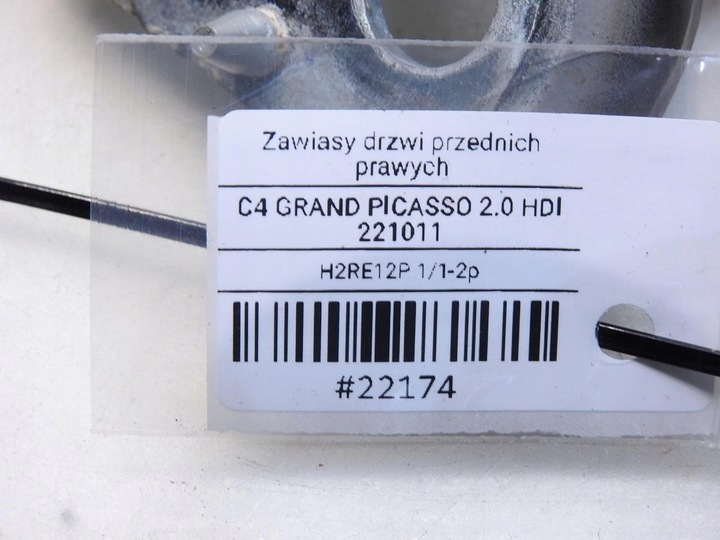 Zawiasy drzwi przednich
prawych
C4 GRAND PICASSO 2.0 HDI
221011
H2RE12P 1/1-2p
#22174